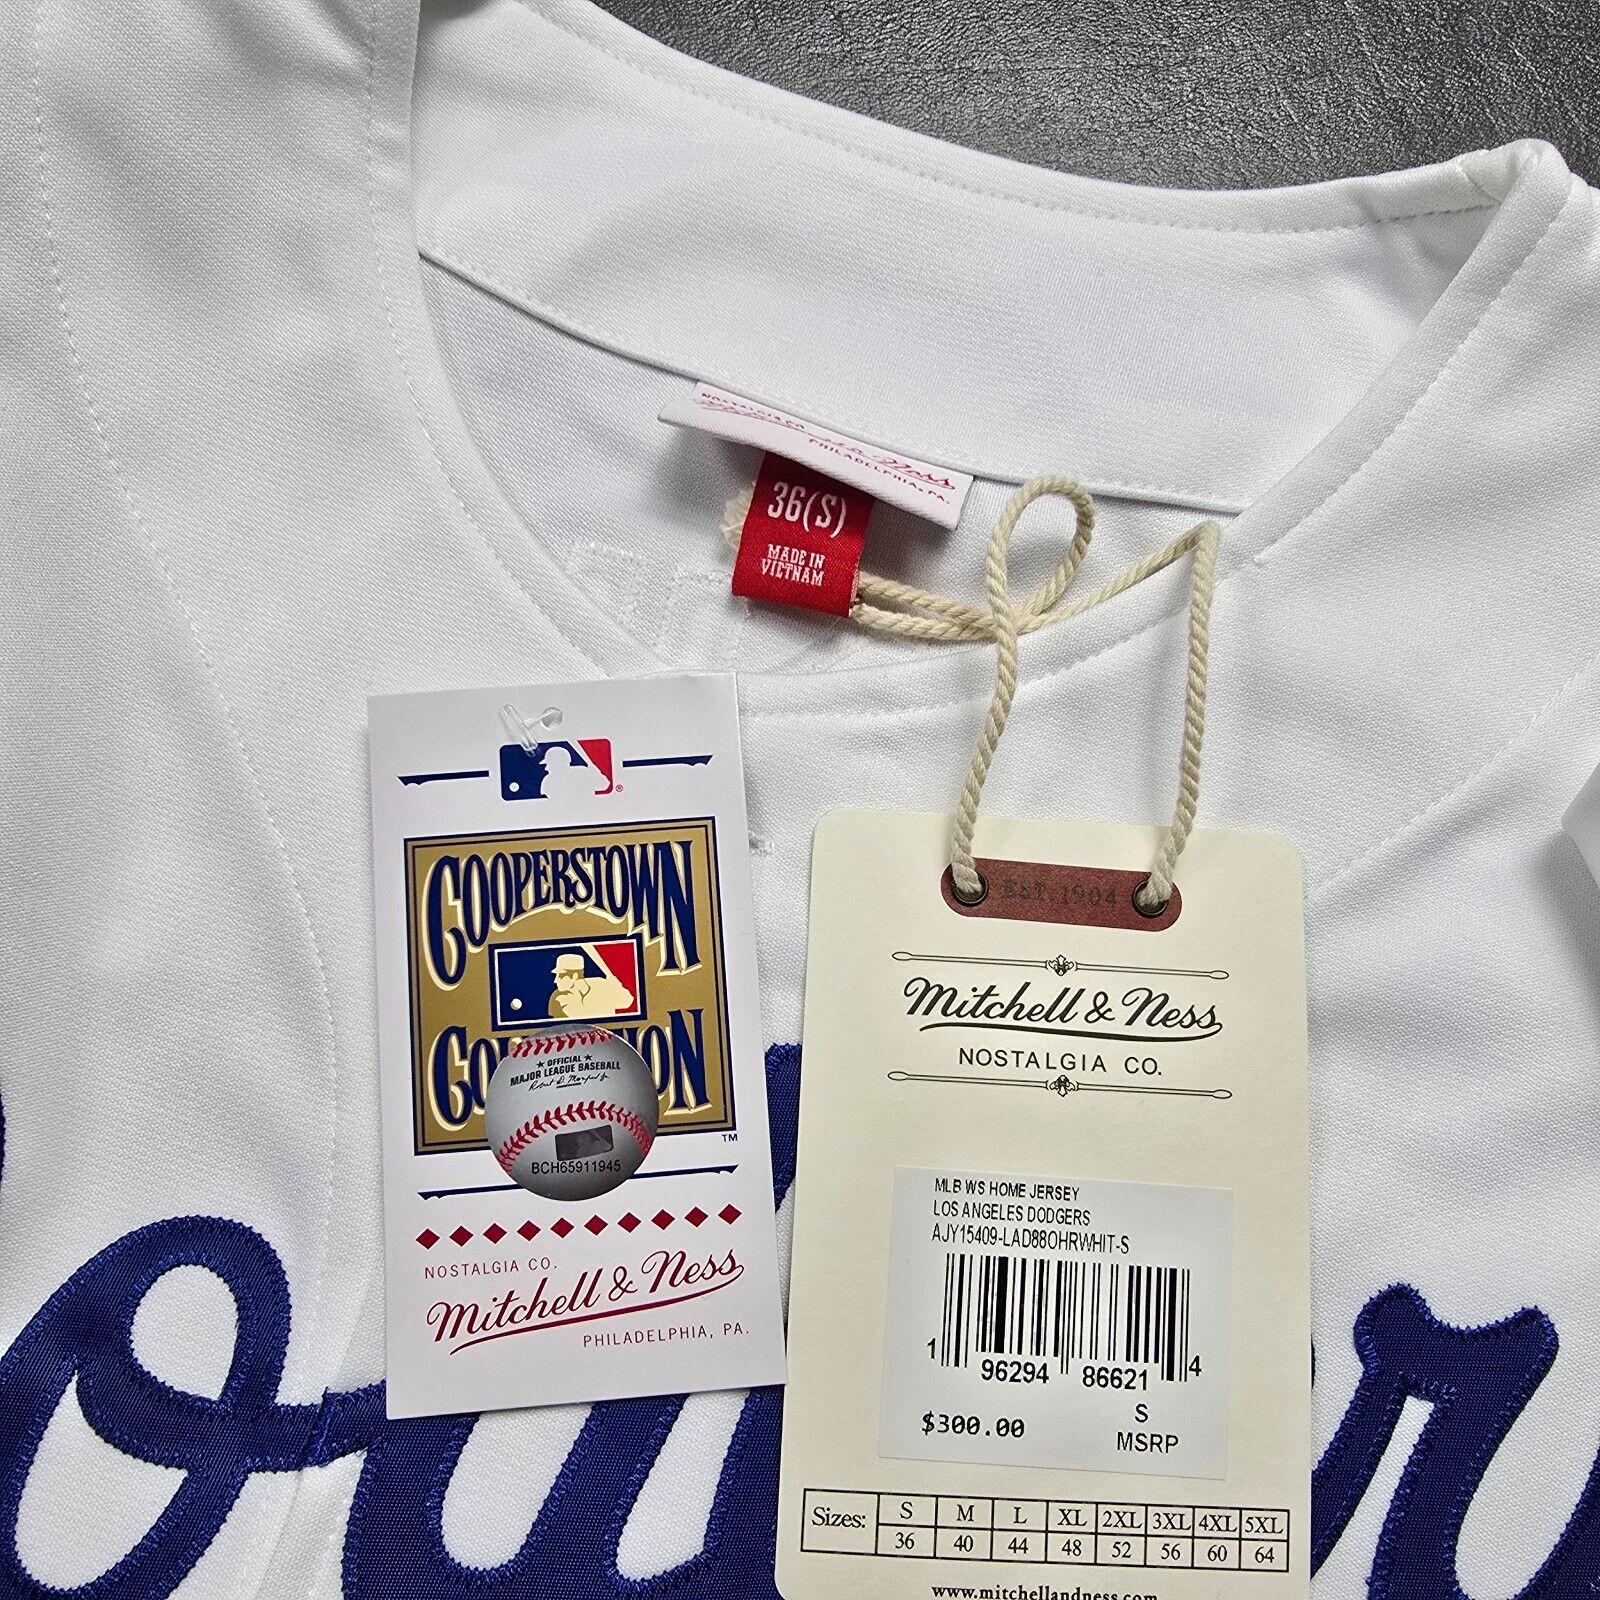 NOSTALGIA CO.
Mitchell & Ness
PHILADELPHIA, PA.
36(S)
MADE IN
VIETNAM
COOPERSTOWN
★ OFFICIAL ★
MAJOR LEAGUE BASEBALL
BCH65911945
TM
NOSTALGIA CO.
Mitchell & Ness
PHILADELPHIA, PA.
EST. 1904
Mitchell & Ness
NOSTALGIA CO.
MLB WS HOME JERSEY
LOS ANGELES DODGERS
AJY15409-LAD88OHRWHIT-S
1 96294 86621 4
$300.00
S
MSRP
Sizes: S M L XL 2XL 3XL 4XL 5XL
36 40 44 48 52 56 60 64
www.mitchellandness.com